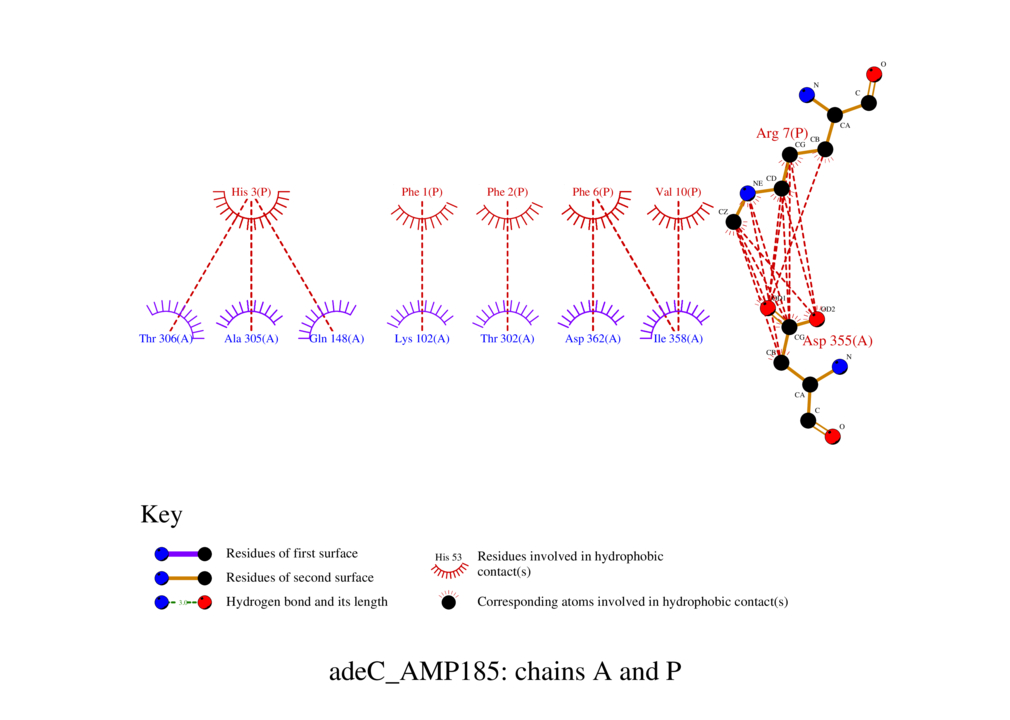 O
N
C
CA
Arg 7(P)
CB
CG
CD
NE
CZ
His 3(P)
Phe 1(P)
Phe 2(P)
Phe 6(P)
Val 10(P)
OD2
CG
Thr 306(A)
Ala 305(A)
Gln 148(A)
Lys 102(A)
Thr 302(A)
Asp 362(A)
Ile 358(A)
Asp 355(A)
CB
N
CA
C
O
Key
Residues of first surface
Residues of second surface
3.0
Hydrogen bond and its length
His 53
Residues involved in hydrophobic
contact(s)
Corresponding atoms involved in hydrophobic contact(s)
adeC_AMP185: chains A and P